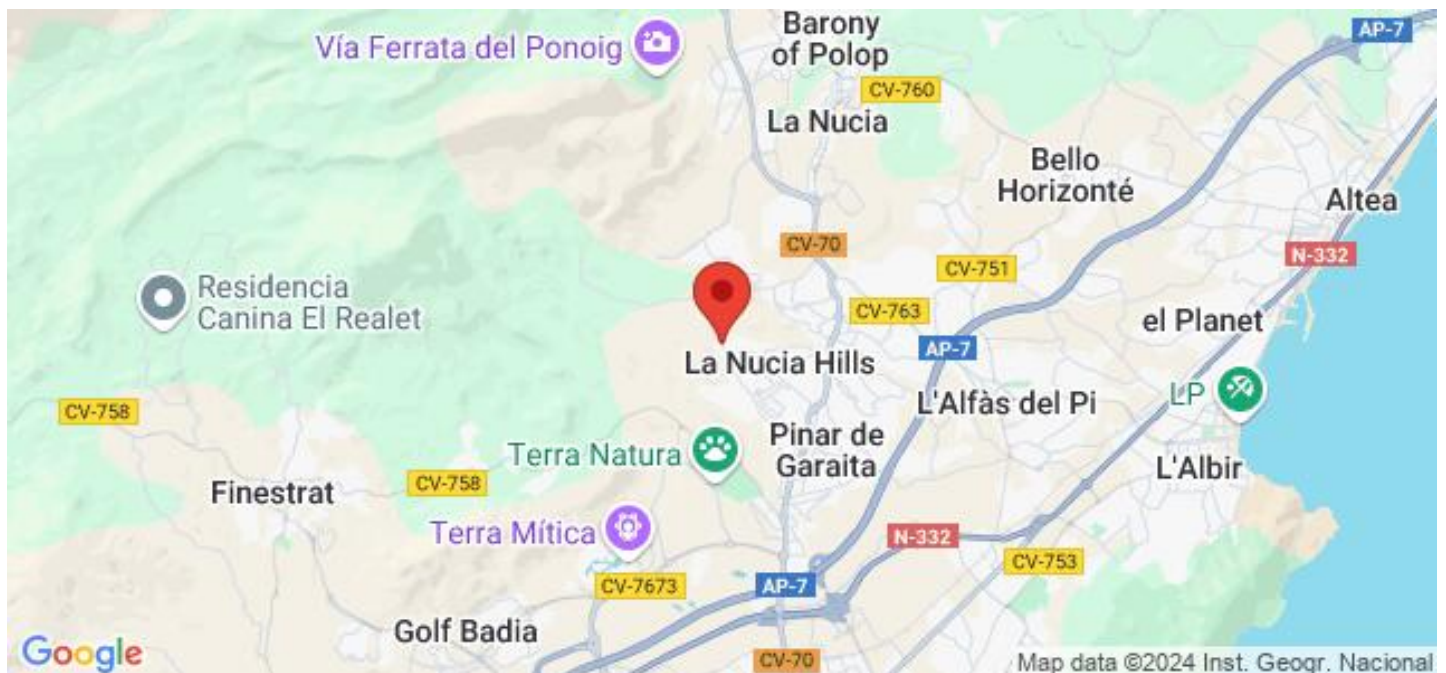 Barony
of Polop
AP-7
Vía Ferrata del Ponoig
CV-760
La Nucia
Bello
Horizonté
Altea
CV-70
N-332
CV-751
Residencia
Canina El Realet
CV-763
el Planet
AP-7
La Nucia Hills
LP
L'Alfàs del Pi
CV-758
Pinar de
Garaita
Terra Natura
L'Albir
CV-758
Finestrat
Terra Mítica
N-332
CV-753
CV-7673
AP-7
Golf Badia
CV-70
Google
Map data ©2024 Inst. Geogr. Nacional